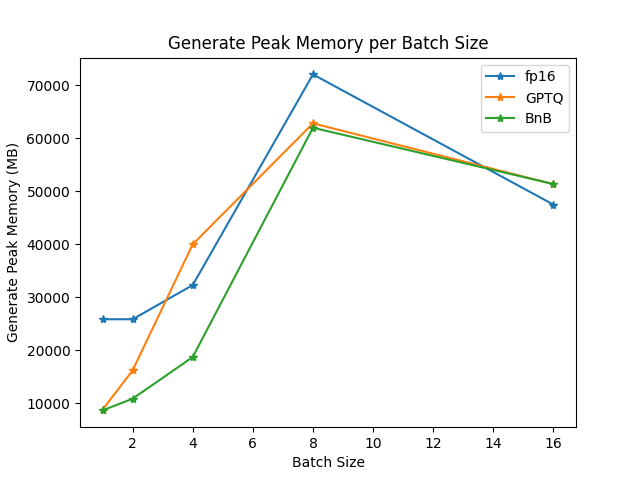 Generate Peak Memory per Batch Size
fp16
GPTQ
BnB
Generate Peak Memory (MB)
70000
60000
50000
40000
30000
20000
10000
2 4 6 8 10 12 14 16
Batch Size